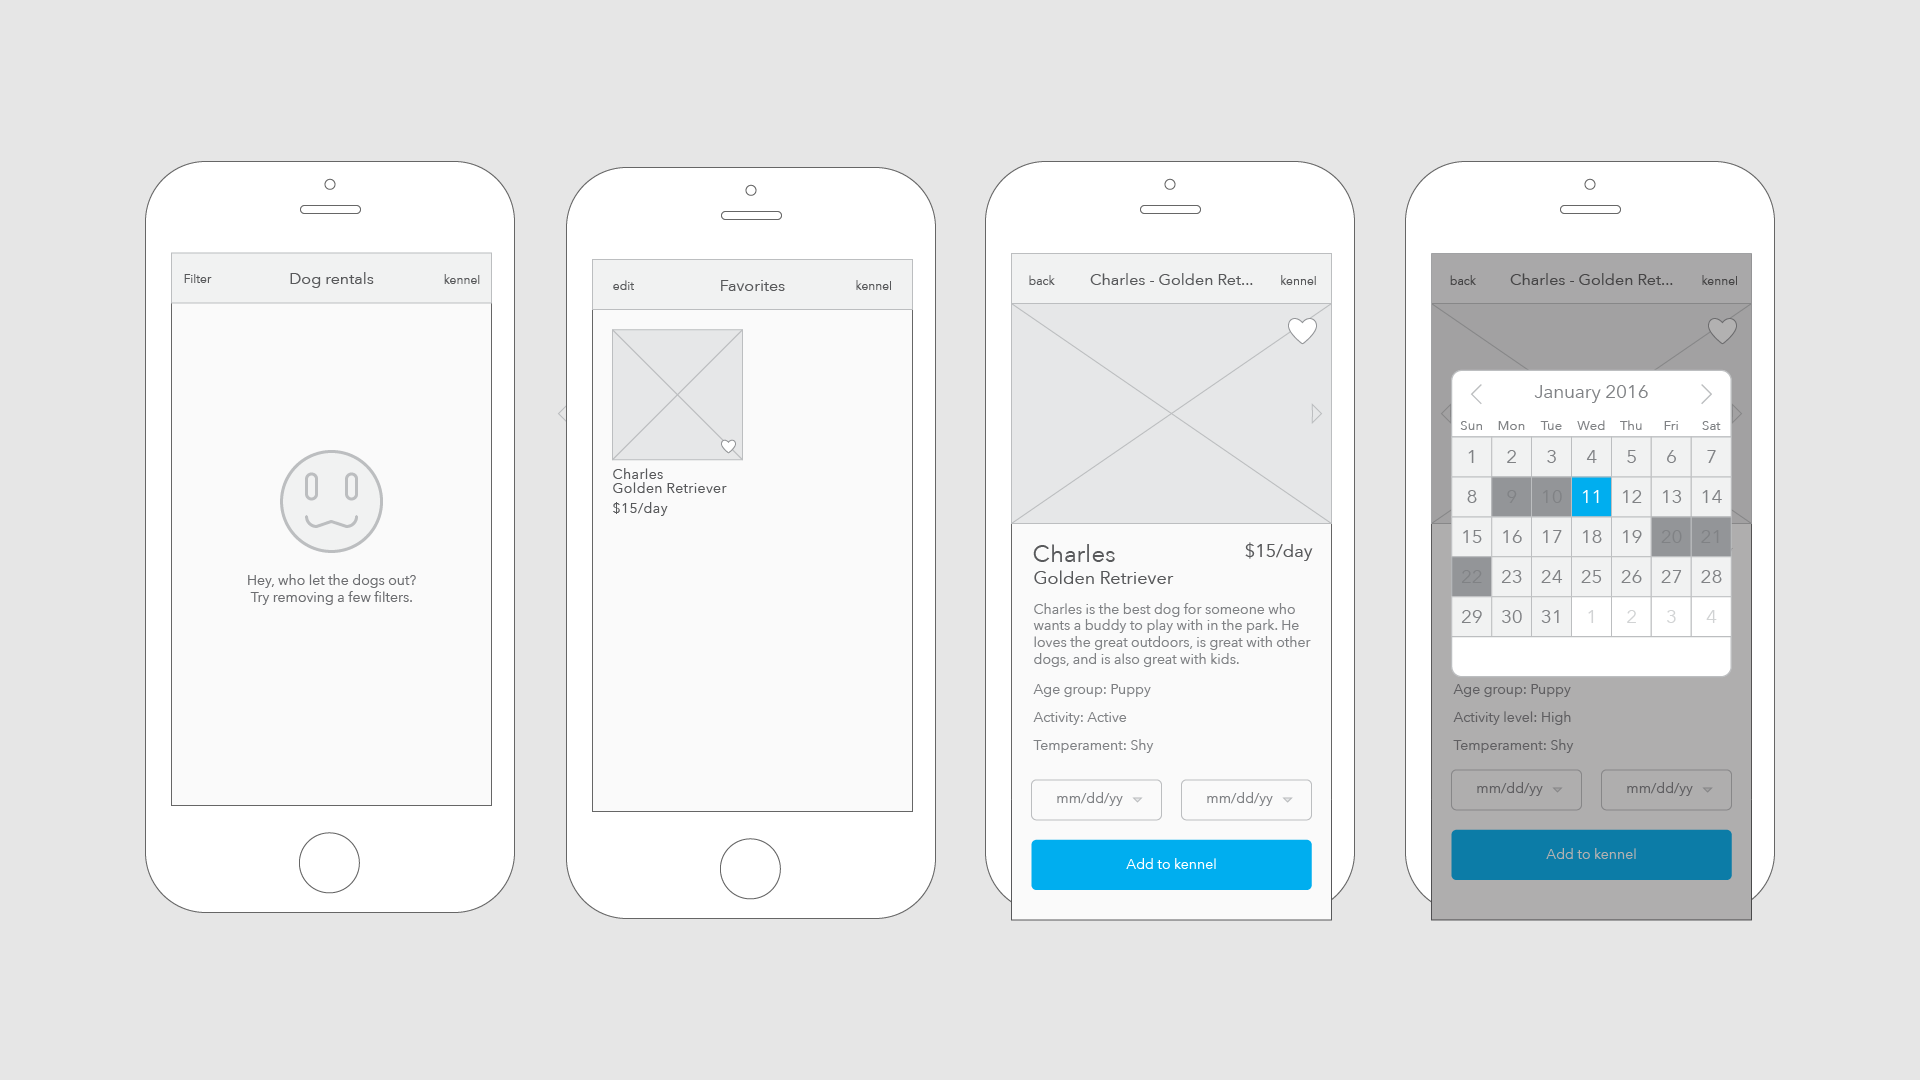 Filter Dog rentals kennel
Hey, who let the dogs out?
Try removing a few filters.
edit Favorites kennel
Charles
Golden Retriever
$15/day
back Charles - Golden Ret... kennel
Charles $15/day
Golden Retriever
Charles is the best dog for someone who
wants a buddy to play with in the park. He
loves the great outdoors, is great with other
dogs, and is also great with kids.
Age group: Puppy
Activity: Active
Temperament: Shy
mm/dd/yy mm/dd/yy
Add to kennel
back Charles - Golden Ret... kennel
January 2016
Sun Mon Tue Wed Thu Fri Sat
1 2 3 4 5 6 7
8 9 10 11 12 13 14
15 16 17 18 19 20 21
22 23 24 25 26 27 28
29 30 31 1 2 3 4
Age group: Puppy
Activity level: High
Temperament: Shy
mm/dd/yy mm/dd/yy
Add to kennel